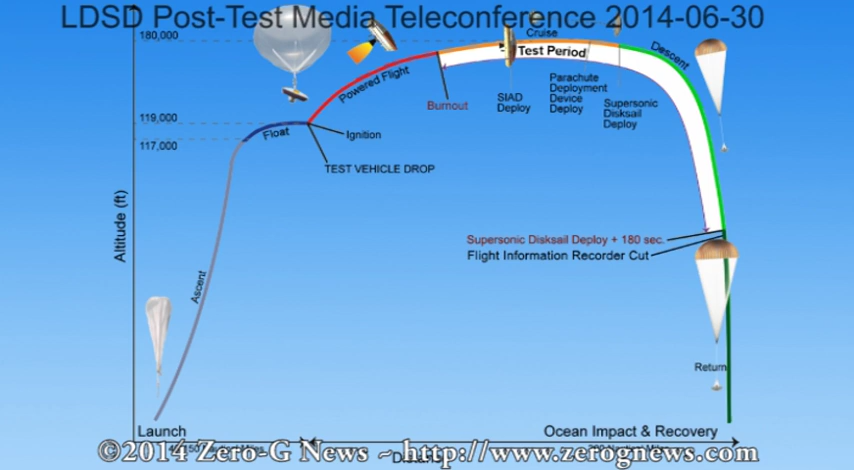 LDSD Post-Test Media Teleconference 2014-06-30
180,000
Cruise
Test Period
Descent
Powered Flight
Burnout
SIAD
Deploy
Parachute
Deployment
Device
Deploy
Supersonic
Disksail
Deploy
119,000
Float
Ignition
117,000
TEST VEHICLE DROP
Altitude (ft)
Supersonic Disksail Deploy + 180 sec.
Flight Information Recorder Cut
Ascent
Return
Launch
Ocean Impact & Recovery
©2014 Zero-G News ~ http://www.zerognews.com